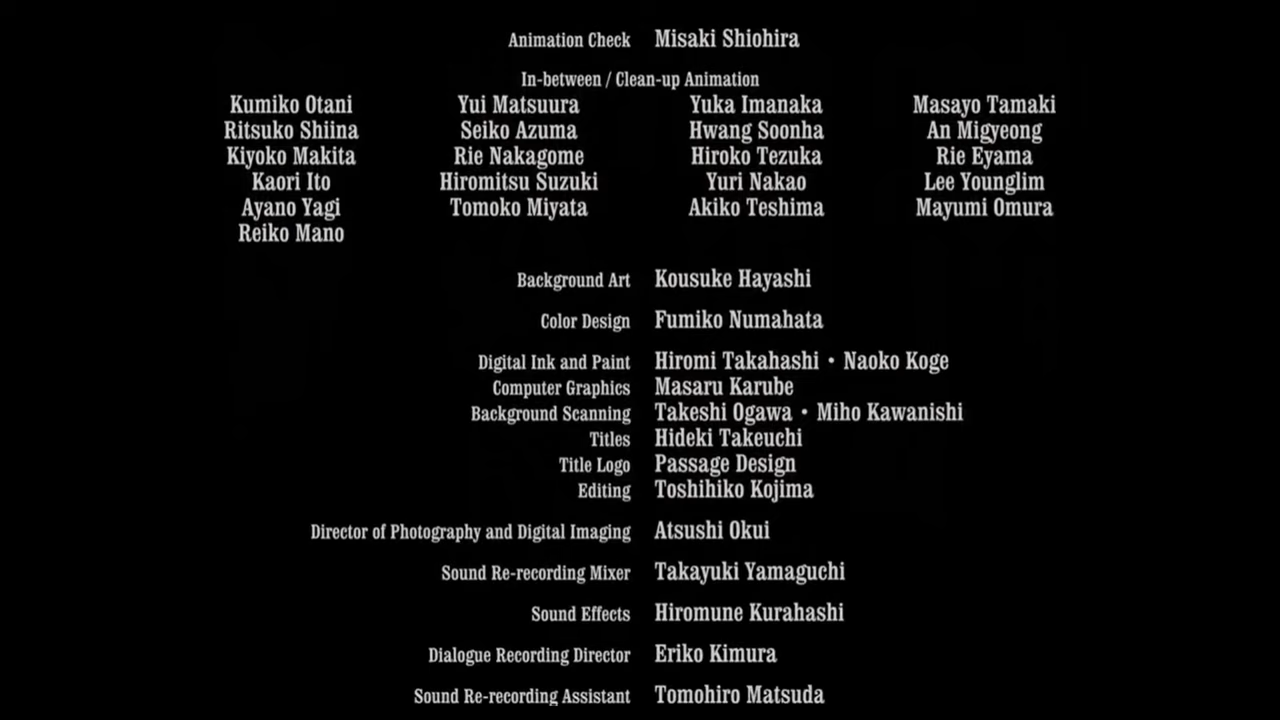 Animation Check Misaki Shiohira
In-between / Clean-up Animation
Kumiko Otani Yui Matsuura Yuka Imanaka Masayo Tamaki
Ritsuko Shiina Seiko Azuma Hwang Soonha An Migyeong
Kiyoko Makita Rie Nakagome Hiroko Tezuka Rie Eyama
Kaori Ito Hiromitsu Suzuki Yuri Nakao Lee Younglim
Ayano Yagi Tomoko Miyata Akiko Teshima Mayumi Omura
Reiko Mano
Background Art Kousuke Hayashi
Color Design Fumiko Numahata
Digital Ink and Paint Hiromi Takahashi • Naoko Koge
Computer Graphics Masaru Karube
Background Scanning Takeshi Ogawa • Miho Kawanishi
Titles Hideki Takeuchi
Title Logo Passage Design
Editing Toshihiko Kojima
Director of Photography and Digital Imaging Atsushi Okui
Sound Re-recording Mixer Takayuki Yamaguchi
Sound Effects Hiromune Kurahashi
Dialogue Recording Director Eriko Kimura
Sound Re-recording Assistant Tomohiro Matsuda